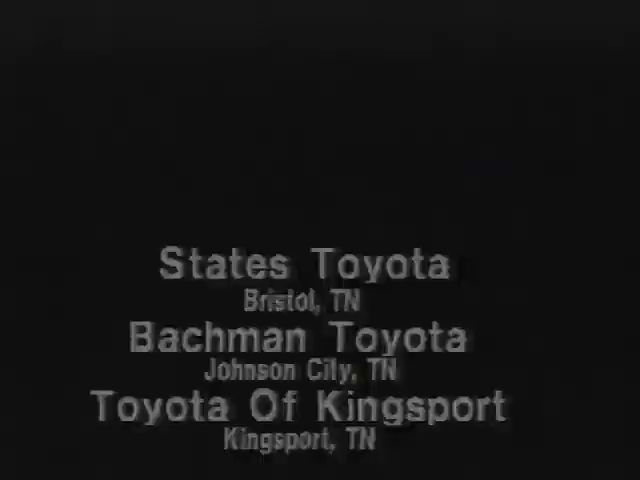 States Toyota
Bristol, TN
Bachman Toyota
Johnson City, TN
Toyota Of Kingsport
Kingsport, TN